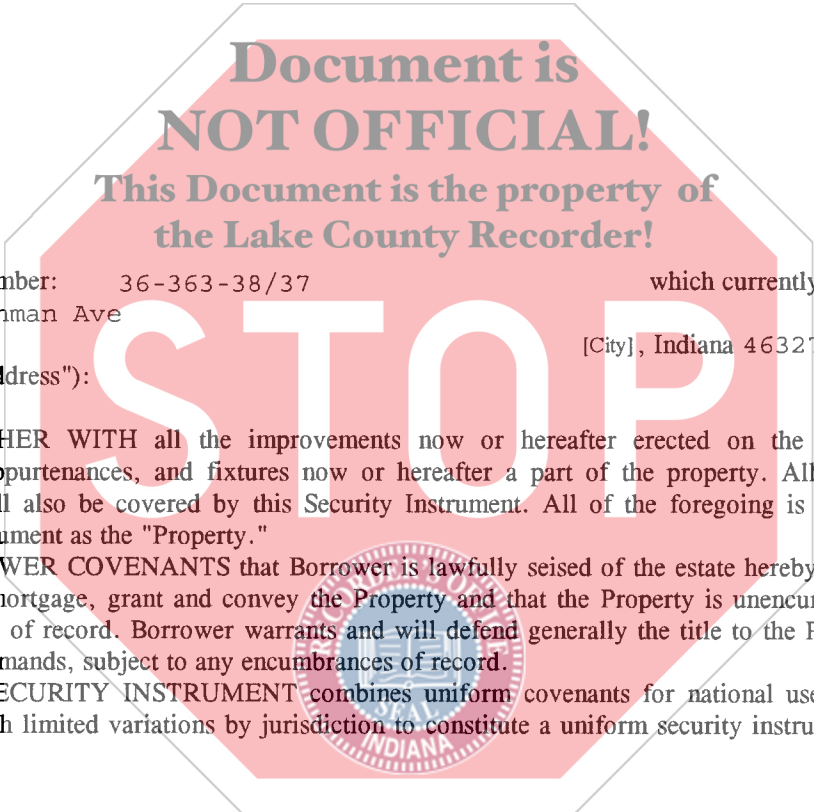 Document is
NOT OFFICIAL!
This Document is the property of
the Lake County Recorder!
mber: 36-363-38/37 which currently
nman Ave
[City], Indiana 46327
ddress"):
STOP
HER WITH all the improvements now or hereafter erected on the
ppurtenances, and fixtures now or hereafter a part of the property. All
ll also be covered by this Security Instrument. All of the foregoing is
ument as the "Property."
WER COVENANTS that Borrower is lawfully seised of the estate hereby
nortgage, grant and convey the Property and that the Property is unencur
of record. Borrower warrants and will defend generally the title to the P
mands, subject to any encumbrances of record.
ECURITY INSTRUMENT combines uniform covenants for national use
h limited variations by jurisdiction to constitute a uniform security instru
RECORDER'S OFFICE
SEAL
INDIANA